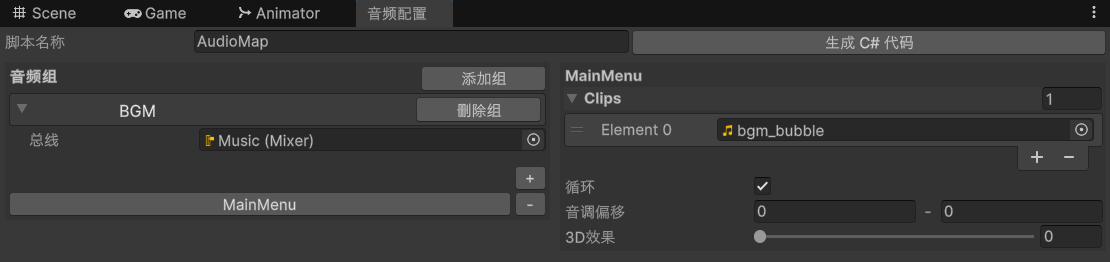 Scene Game Animator 音频配置
脚本名称 AudioMap 生成 C# 代码
音频组 添加组
BGM 删除组
总线 Music (Mixer)
+
MainMenu -
MainMenu
Clips 1
Element 0 bgm_bubble
+ -
循环
音调偏移 0 - 0
3D效果 0